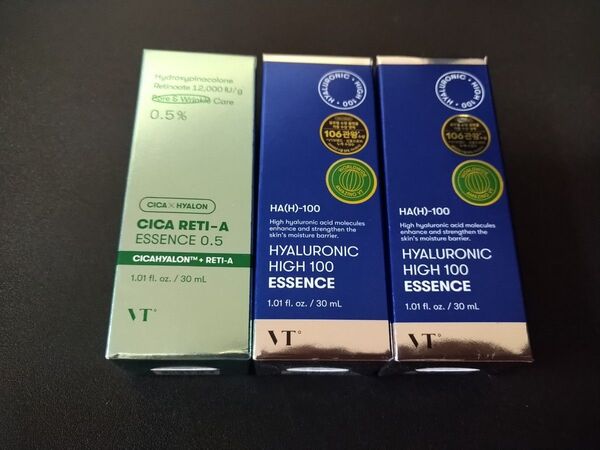 Hydroxypinacolone
Retinoate 12,000 IU/g
Pore & Wrinkle Care
0.5%
CICA × HYALON
CICA RETI-A
ESSENCE 0.5
CICAHYALON™ + RETI-A
1.01 fl. oz. / 30 mL
VT
HYALURONIC • HIGH 100 •
106관왕
HA(H)-100
High hyaluronic acid molecules
enhance and strengthen the
skin's moisture barrier.
HYALURONIC
HIGH 100
ESSENCE
1.01 fl. oz. / 30 mL
VT
HYALURONIC • HIGH 100 •
106관왕
HA(H)-100
High hyaluronic acid molecules
enhance and strengthen the
skin's moisture barrier.
HYALURONIC
HIGH 100
ESSENCE
1.01 fl. oz. / 30 mL
VT